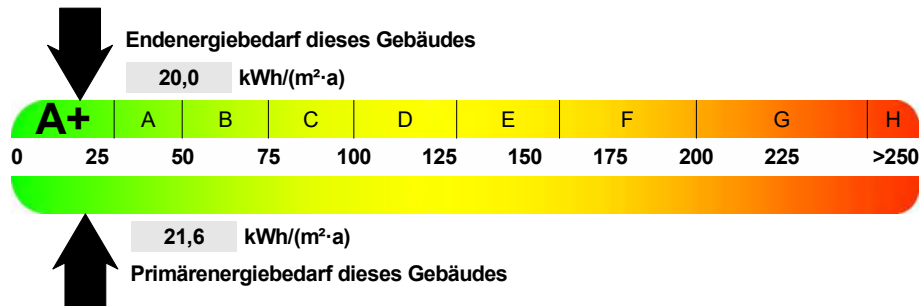 Endenergiebedarf dieses Gebäudes
20,0 kWh/(m²·a)
A+ A B C D E F G H
0 25 50 75 100 125 150 175 200 225 >250
21,6 kWh/(m²·a)
Primärenergiebedarf dieses Gebäudes